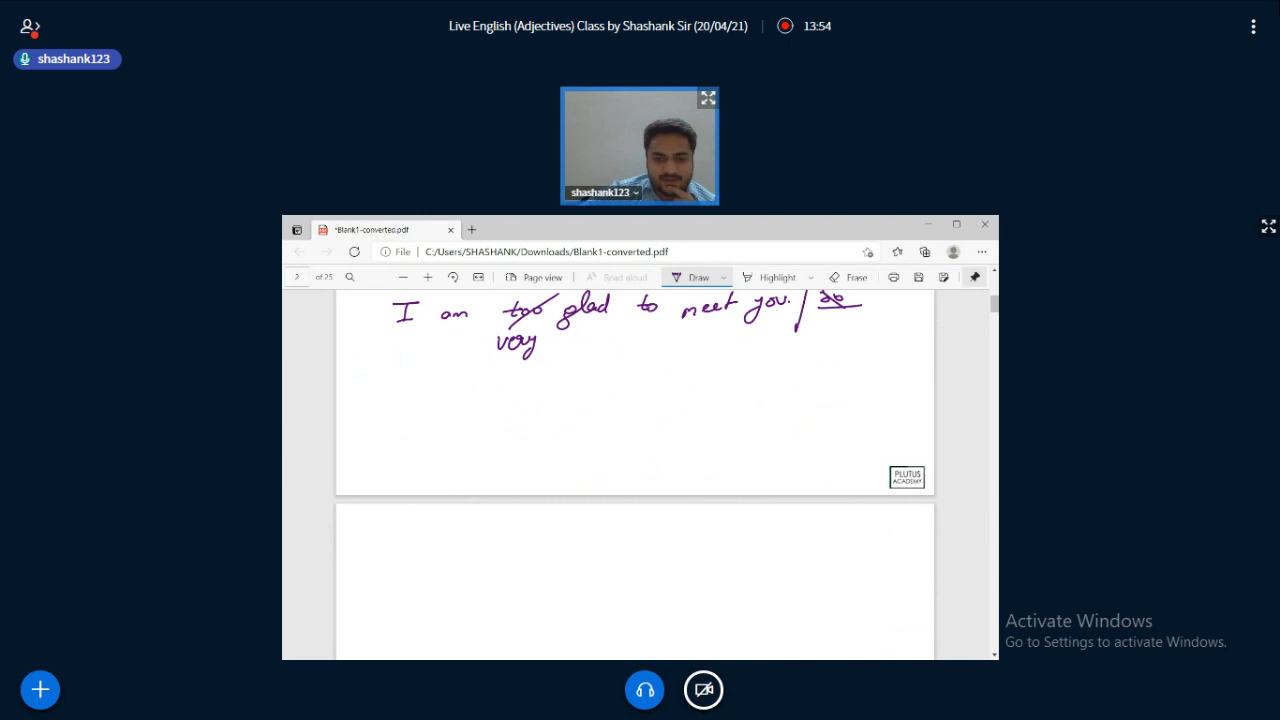 Live English (Adjectives) Class by Shashank Sir (20/04/21)
13:54
shashank123
shashank123
*Blank1-converted.pdf
File
C:/Users/SHASHANK/Downloads/Blank1-converted.pdf
2 of 25
Page view
Read aloud
Draw
Highlight
Erase
I am too glad to meet you.
very
PLUTUS
ACADEMY
Activate Windows
Go to Settings to activate Windows.